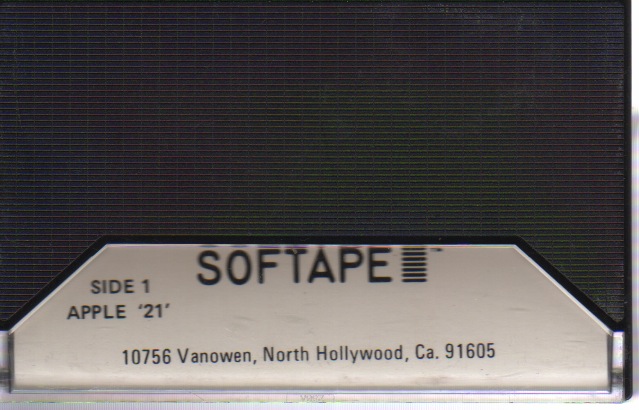 SOFTAPE
SIDE 1
APPLE '21'
10756 Vanowen, North Hollywood, Ca. 91605